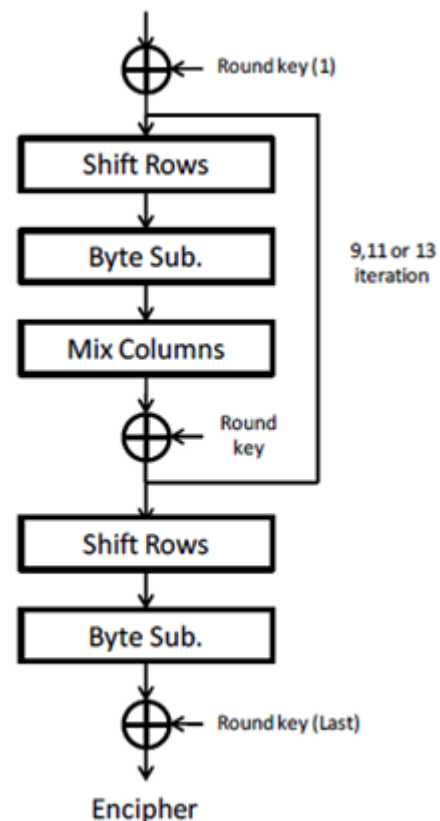 Round key (1)
Shift Rows
Byte Sub.
9,11 or 13
iteration
Mix Columns
Round
key
Shift Rows
Byte Sub.
Round key (Last)
Encipher